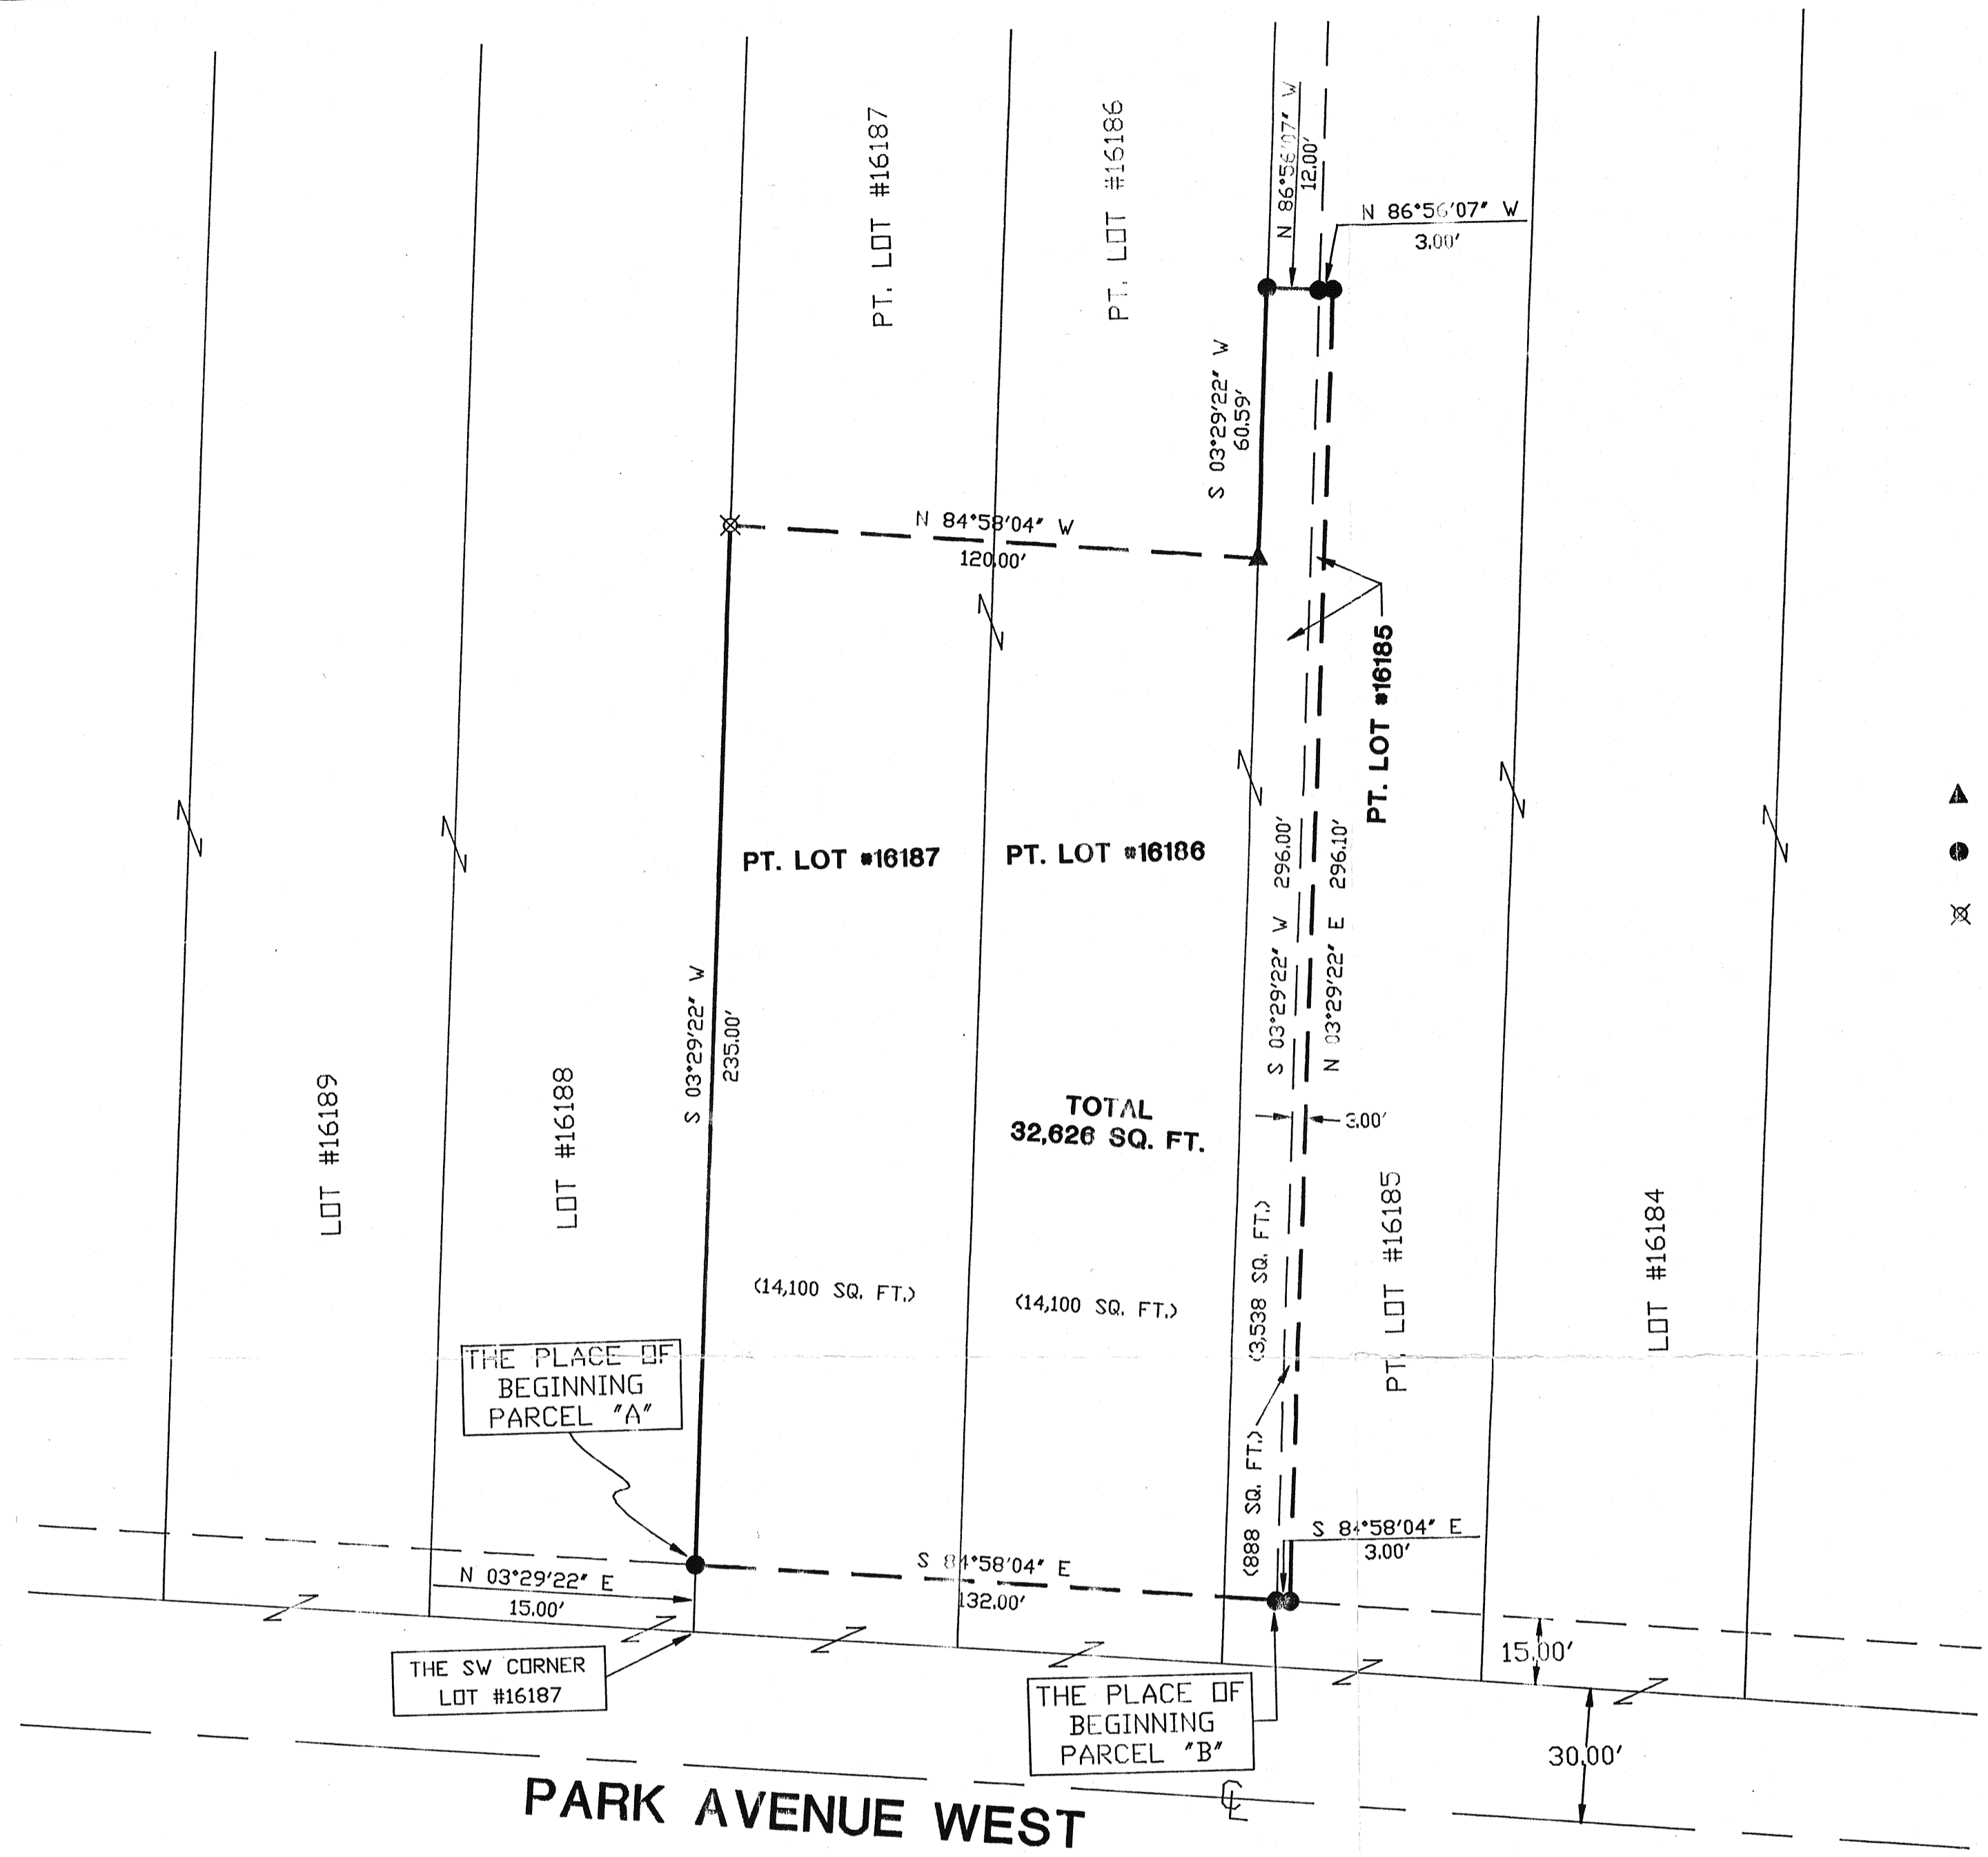 PT. LOT #16187
PT. LOT #16186
N 86°56'07" W
12.00'
N 86°56'07" W
3.00'
S 03°29'22" W
60.59'
N 84°58'04" W
120.00'
PT. LOT #16185
PT. LOT #16187
PT. LOT #16186
S 03°29'22" W 296.00'
N 03°29'22" E 296.10'
S 03°29'22" W
235.00'
LOT #16189
LOT #16188
TOTAL
32,626 SQ. FT.
3.00'
PT. LOT #16185
LOT #16184
(14,100 SQ. FT.)
(14,100 SQ. FT.)
(3,538 SQ. FT.)
(888 SQ. FT.)
THE PLACE OF
BEGINNING
PARCEL "A"
S 84°58'04" E
3.00'
N 03°29'22" E
15.00'
S 84°58'04" E
132.00'
THE SW CORNER
LOT #16187
THE PLACE OF
BEGINNING
PARCEL "B"
15.00'
30.00'
CL
PARK AVENUE WEST